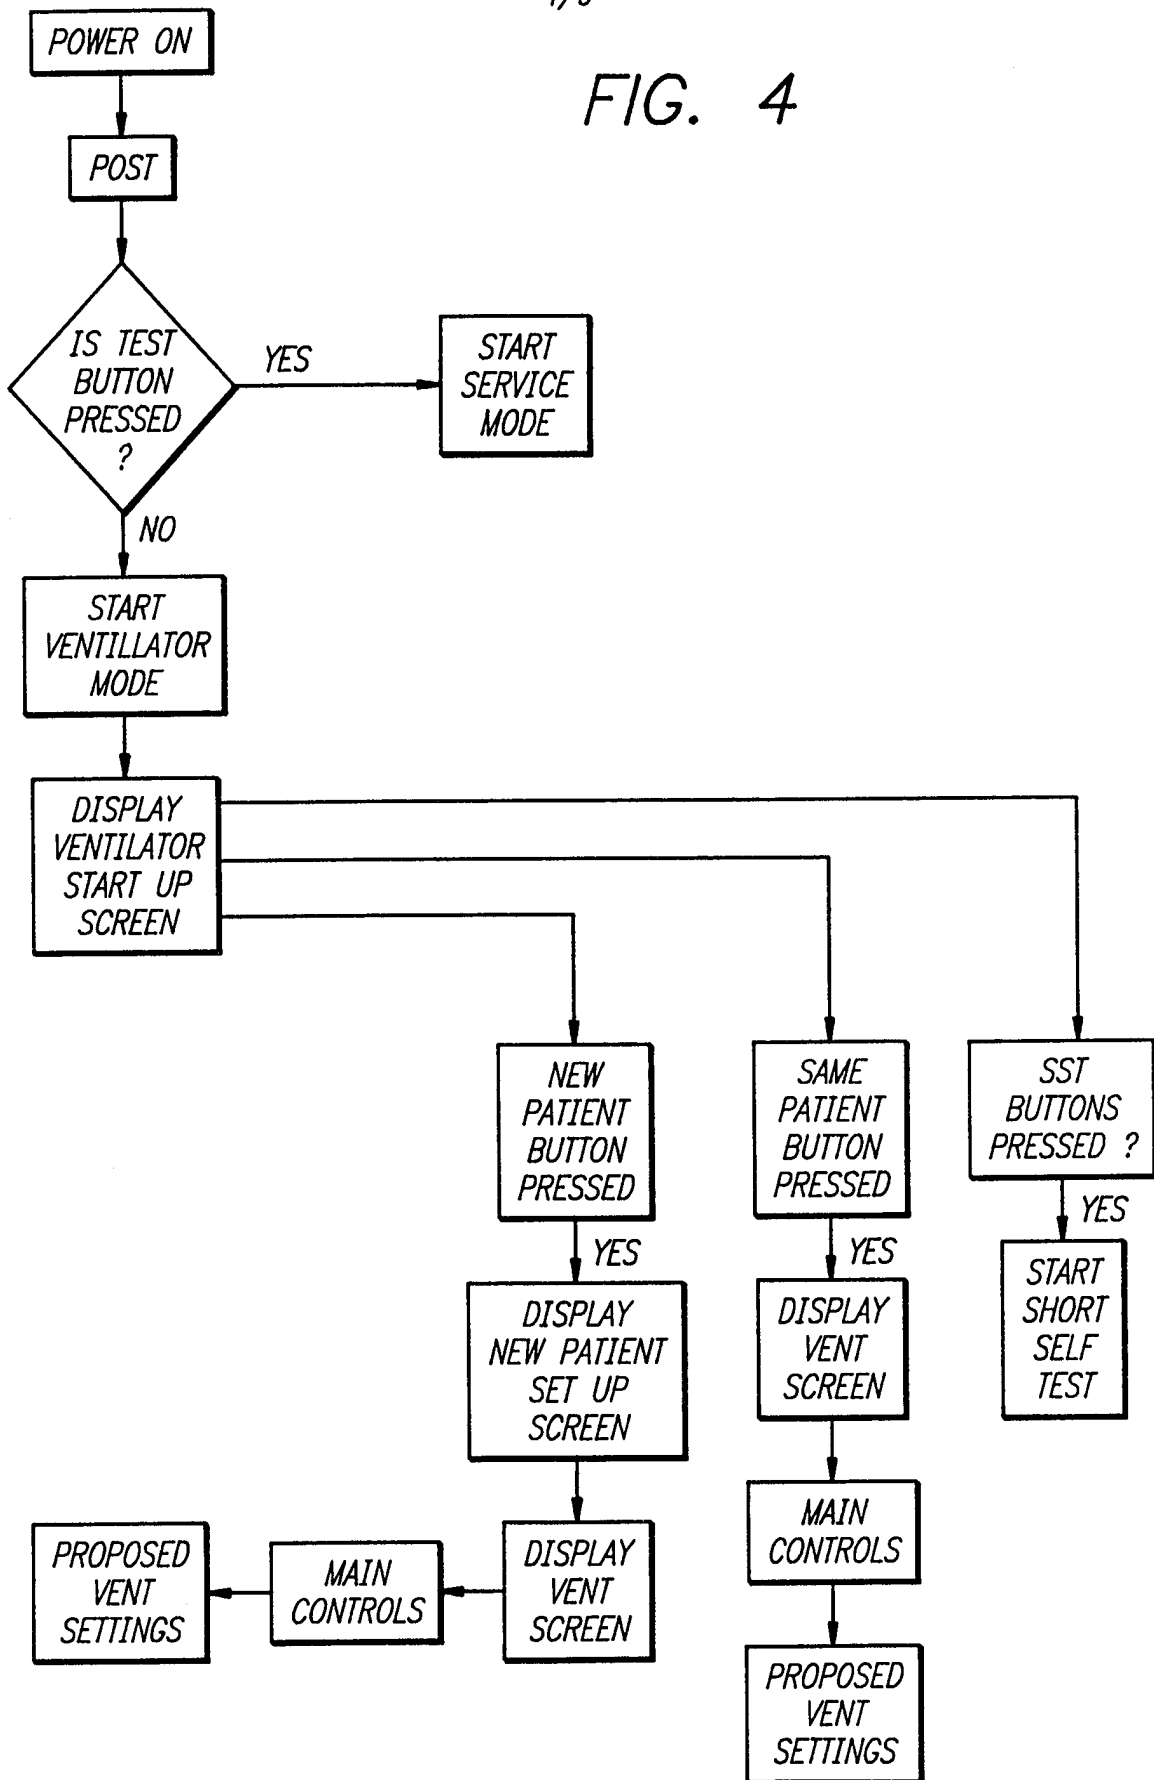 FIG. 4
POWER ON
POST
IS TEST
BUTTON
PRESSED
?
YES
START
SERVICE
MODE
NO
START
VENTILLATOR
MODE
DISPLAY
VENTILATOR
START UP
SCREEN
NEW
PATIENT
BUTTON
PRESSED
SAME
PATIENT
BUTTON
PRESSED
SST
BUTTONS
PRESSED ?
YES
YES
YES
DISPLAY
NEW PATIENT
SET UP
SCREEN
DISPLAY
VENT
SCREEN
START
SHORT
SELF
TEST
MAIN
CONTROLS
PROPOSED
VENT
SETTINGS
MAIN
CONTROLS
DISPLAY
VENT
SCREEN
PROPOSED
VENT
SETTINGS